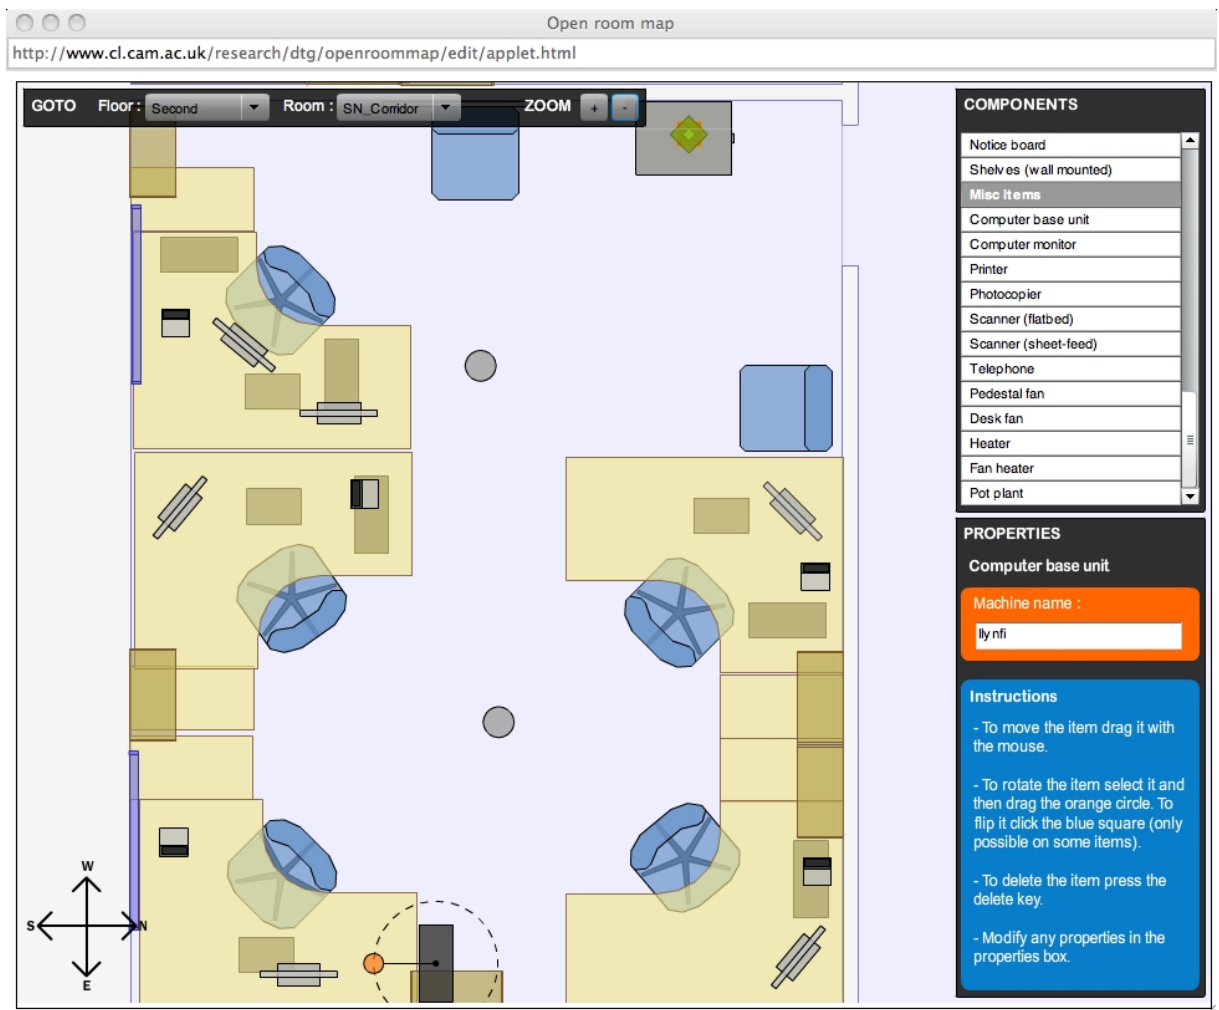 Open room map
http://www.cl.cam.ac.uk/research/dtg/openroommap/edit/applet.html
GOTO Floor : Second Room : SN_Corridor ZOOM + -
COMPONENTS
Notice board
Shelves (wall mounted)
Misc items
Computer base unit
Computer monitor
Printer
Photocopier
Scanner (flatbed)
Scanner (sheet-feed)
Telephone
Pedestal fan
Desk fan
Heater
Fan heater
Pot plant
PROPERTIES
Computer base unit
Machine name :
llynfi
Instructions
- To move the item drag it with
the mouse.
- To rotate the item select it and
then drag the orange circle. To
flip it click the blue square (only
possible on some items).
- To delete the item press the
delete key.
- Modify any properties in the
properties box.
W
S N
E